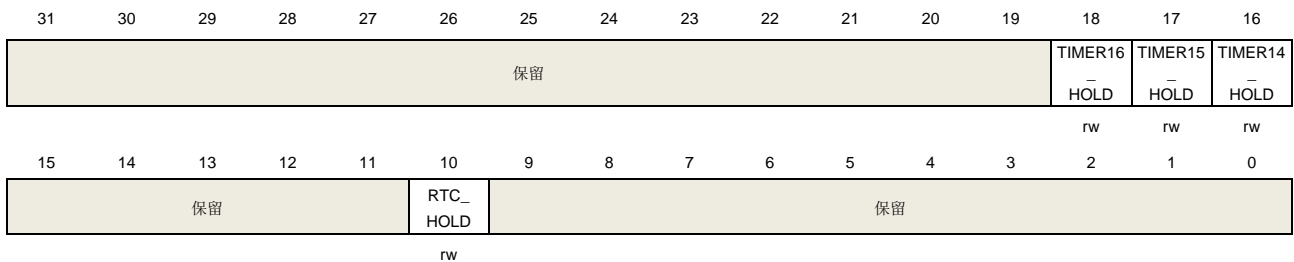 31 30 29 28 27 26 25 24 23 22 21 20 19 18 17 16
保留 TIMER16_HOLD TIMER15_HOLD TIMER14_HOLD
rw rw rw
15 14 13 12 11 10 9 8 7 6 5 4 3 2 1 0
保留 RTC_HOLD 保留
rw